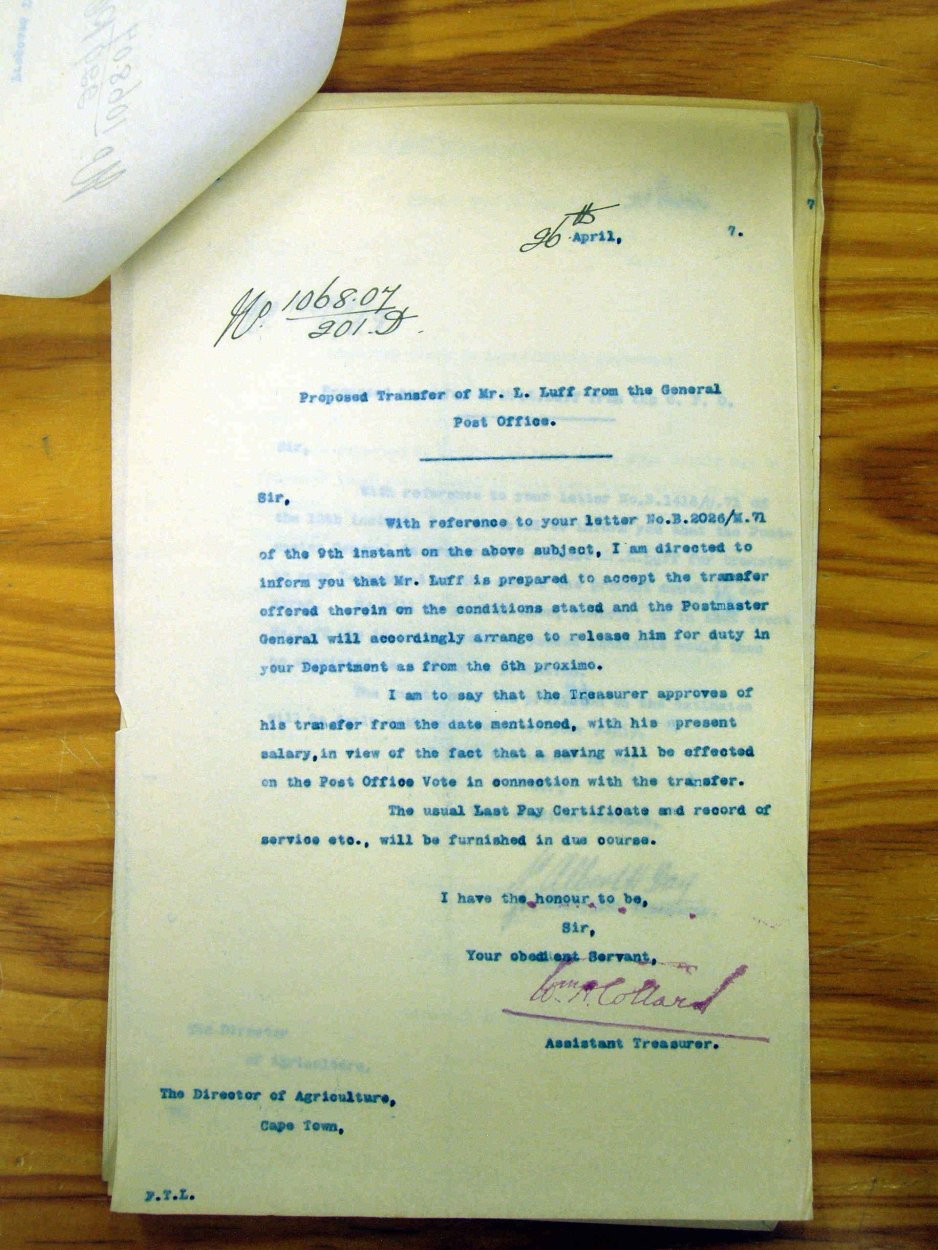 26th April, 7.
No. 1068.07
201.D.
Proposed Transfer of Mr. L. Luff from the General
Post Office.
Sir,
With reference to your letter No.B.2026/M.71
of the 9th instant on the above subject, I am directed to
inform you that Mr. Luff is prepared to accept the transfer
offered therein on the conditions stated and the Postmaster
General will accordingly arrange to release him for duty in
your Department as from the 6th proximo.
I am to say that the Treasurer approves of
his transfer from the date mentioned, with his present
salary,in view of the fact that a saving will be effected
on the Post Office Vote in connection with the transfer.
The usual Last Pay Certificate and record of
service etc., will be furnished in due course.
I have the honour to be,
Sir,
Your obedient Servant,
Wm H. Collard
Assistant Treasurer.
The Director
of Agriculture.
The Director of Agriculture,
Cape Town,
F.T.L.